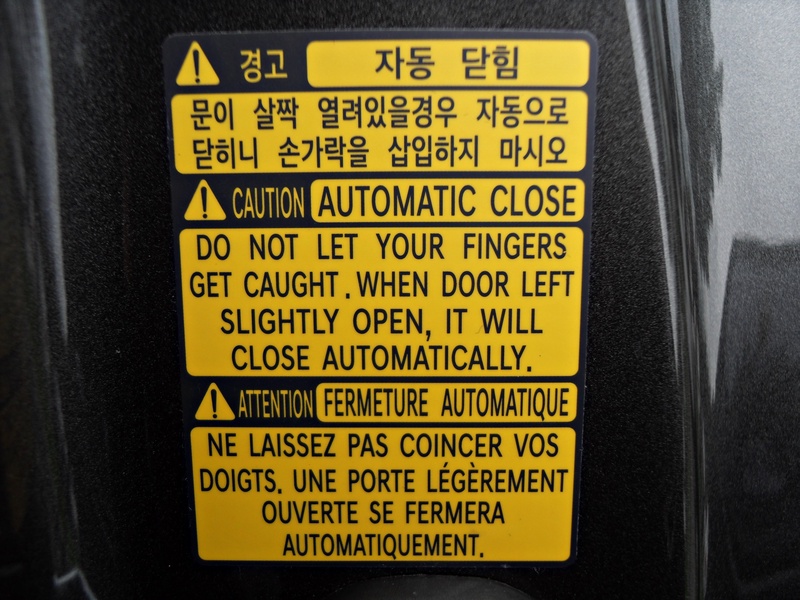 경고 자동 닫힘
문이 살짝 열려있을경우 자동으로
닫히니 손가락을 삽입하지 마시오
CAUTION AUTOMATIC CLOSE
DO NOT LET YOUR FINGERS
GET CAUGHT. WHEN DOOR LEFT
SLIGHTLY OPEN, IT WILL
CLOSE AUTOMATICALLY.
ATTENTION FERMETURE AUTOMATIQUE
NE LAISSEZ PAS COINCER VOS
DOIGTS. UNE PORTE LÉGÈREMENT
OUVERTE SE FERMERA
AUTOMATIQUEMENT.